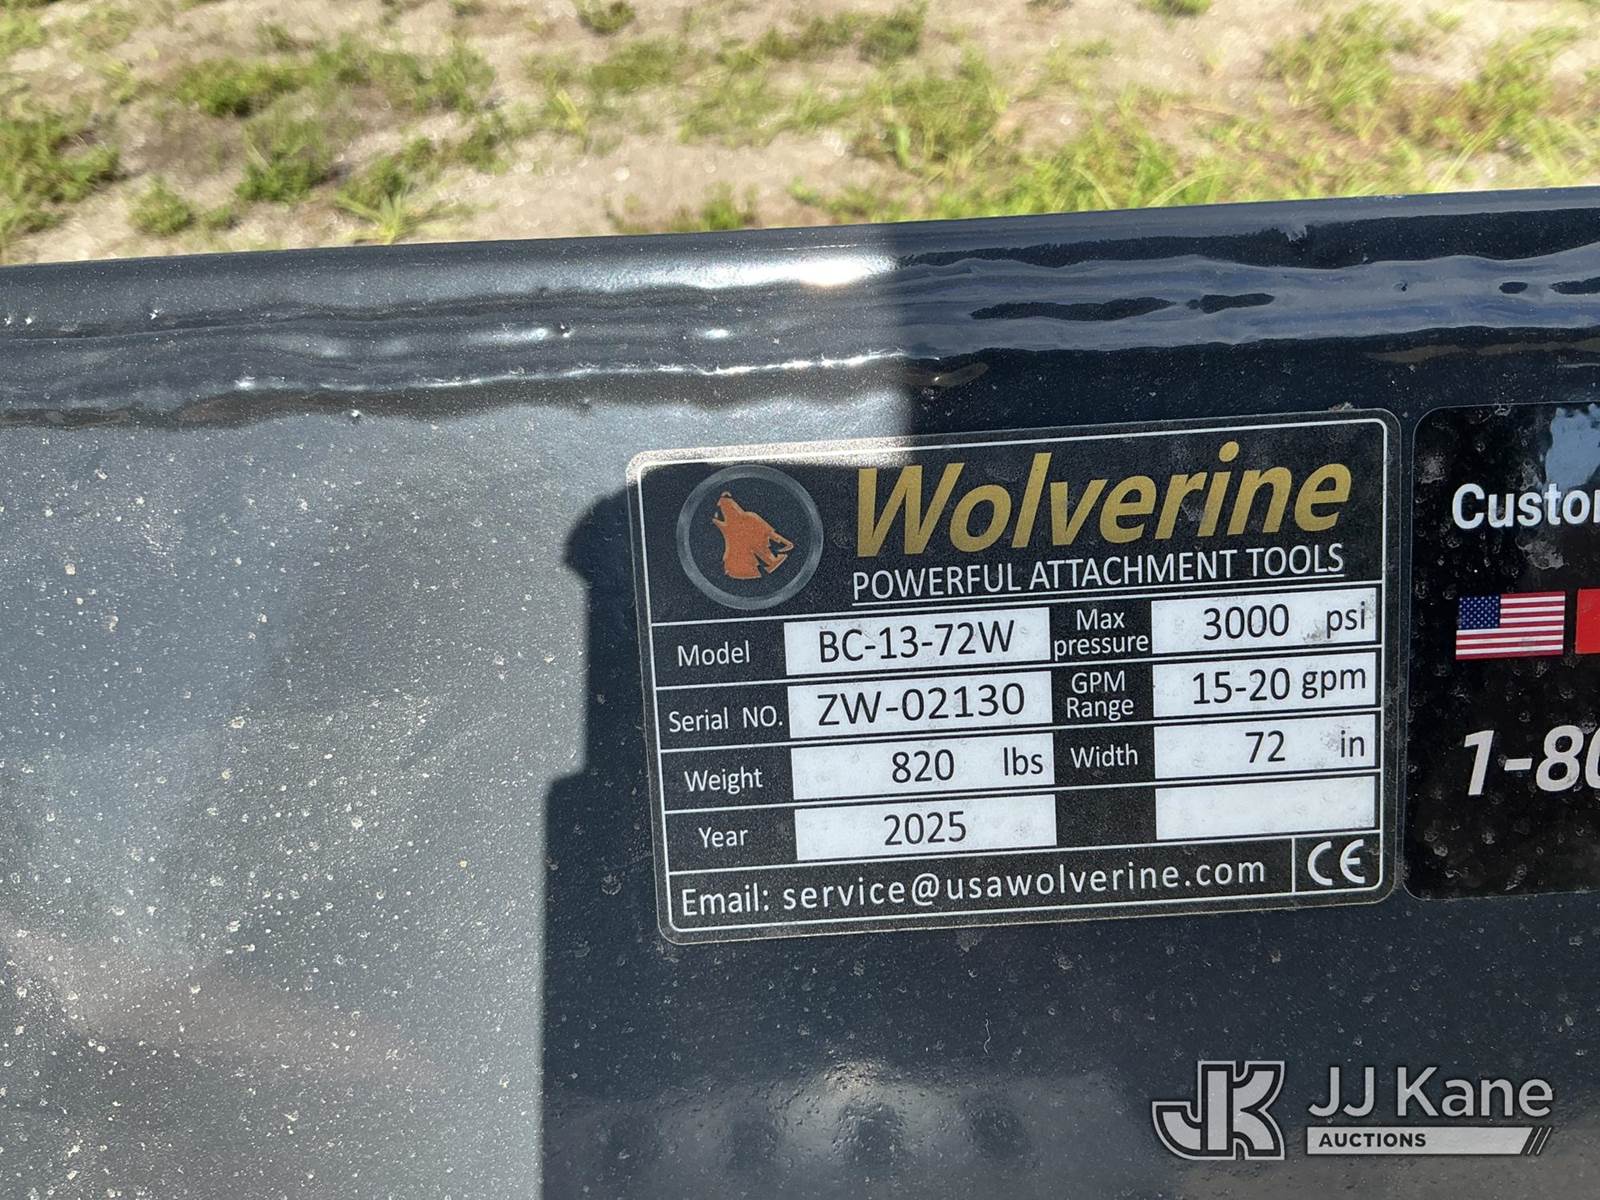 Wolverine
POWERFUL ATTACHMENT TOOLS
Model BC-13-72W Max pressure 3000 psi
Serial NO. ZW-02130 GPM Range 15-20 gpm
Weight 820 lbs Width 72 in
Year 2025
Email: service@usawolverine.com CE
Custo
1-80
JK JJ Kane
AUCTIONS